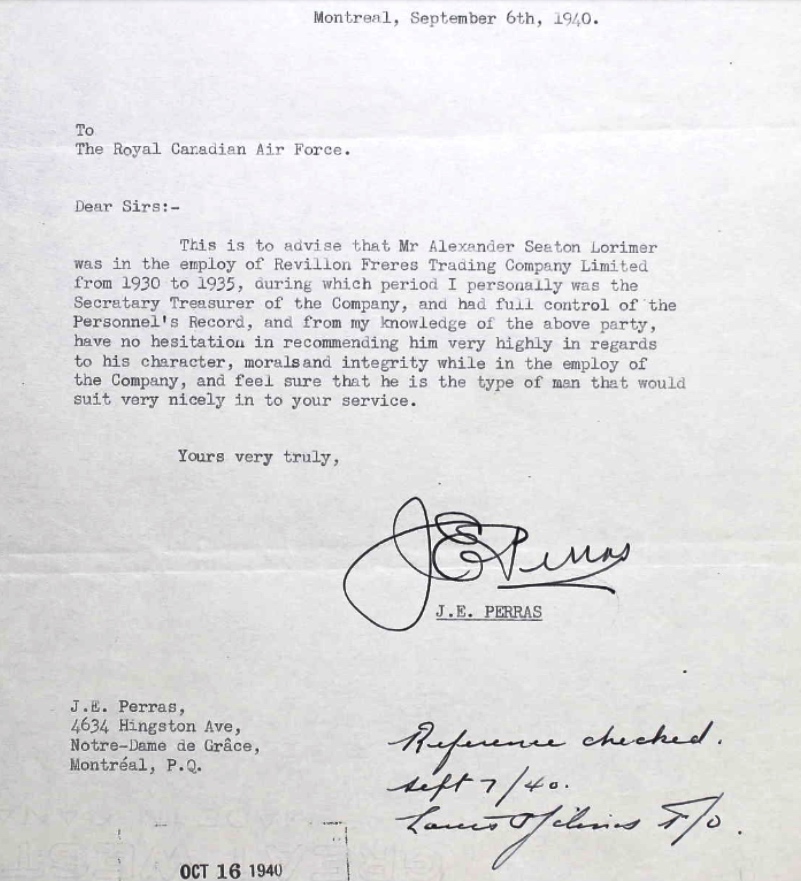 Montreal, September 6th, 1940.
To
The Royal Canadian Air Force.
Dear Sirs:-
This is to advise that Mr Alexander Seaton Lorimer
was in the employ of Revillon Freres Trading Company Limited
from 1930 to 1935, during which period I personally was the
Secratary Treasurer of the Company, and had full control of the
Personnel's Record, and from my knowledge of the above party,
have no hesitation in recommending him very highly in regards
to his character, moralsand integrity while in the employ of
the Company, and feel sure that he is the type of man that would
suit very nicely in to your service.
Yours very truly,
J E Perras
J.E. PERRAS
J.E. Perras,
4634 Hingston Ave,
Notre-Dame de Grâce,
Montréal, P.Q.
Reference checked.
Sept 7/40.
F/O.
OCT 16 1940